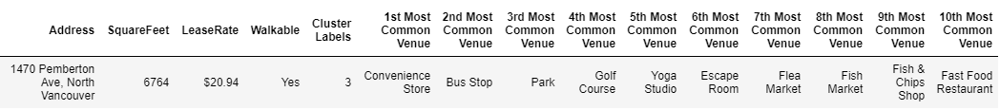 Address SquareFeet LeaseRate Walkable Cluster Labels 1st Most Common Venue 2nd Most Common Venue 3rd Most Common Venue 4th Most Common Venue 5th Most Common Venue 6th Most Common Venue 7th Most Common Venue 8th Most Common Venue 9th Most Common Venue 10th Most Common Venue
1470 Pemberton Ave, North Vancouver 6764 $20.94 Yes 3 Convenience Store Bus Stop Park Golf Course Yoga Studio Escape Room Flea Market Fish Market Fish & Chips Shop Fast Food Restaurant